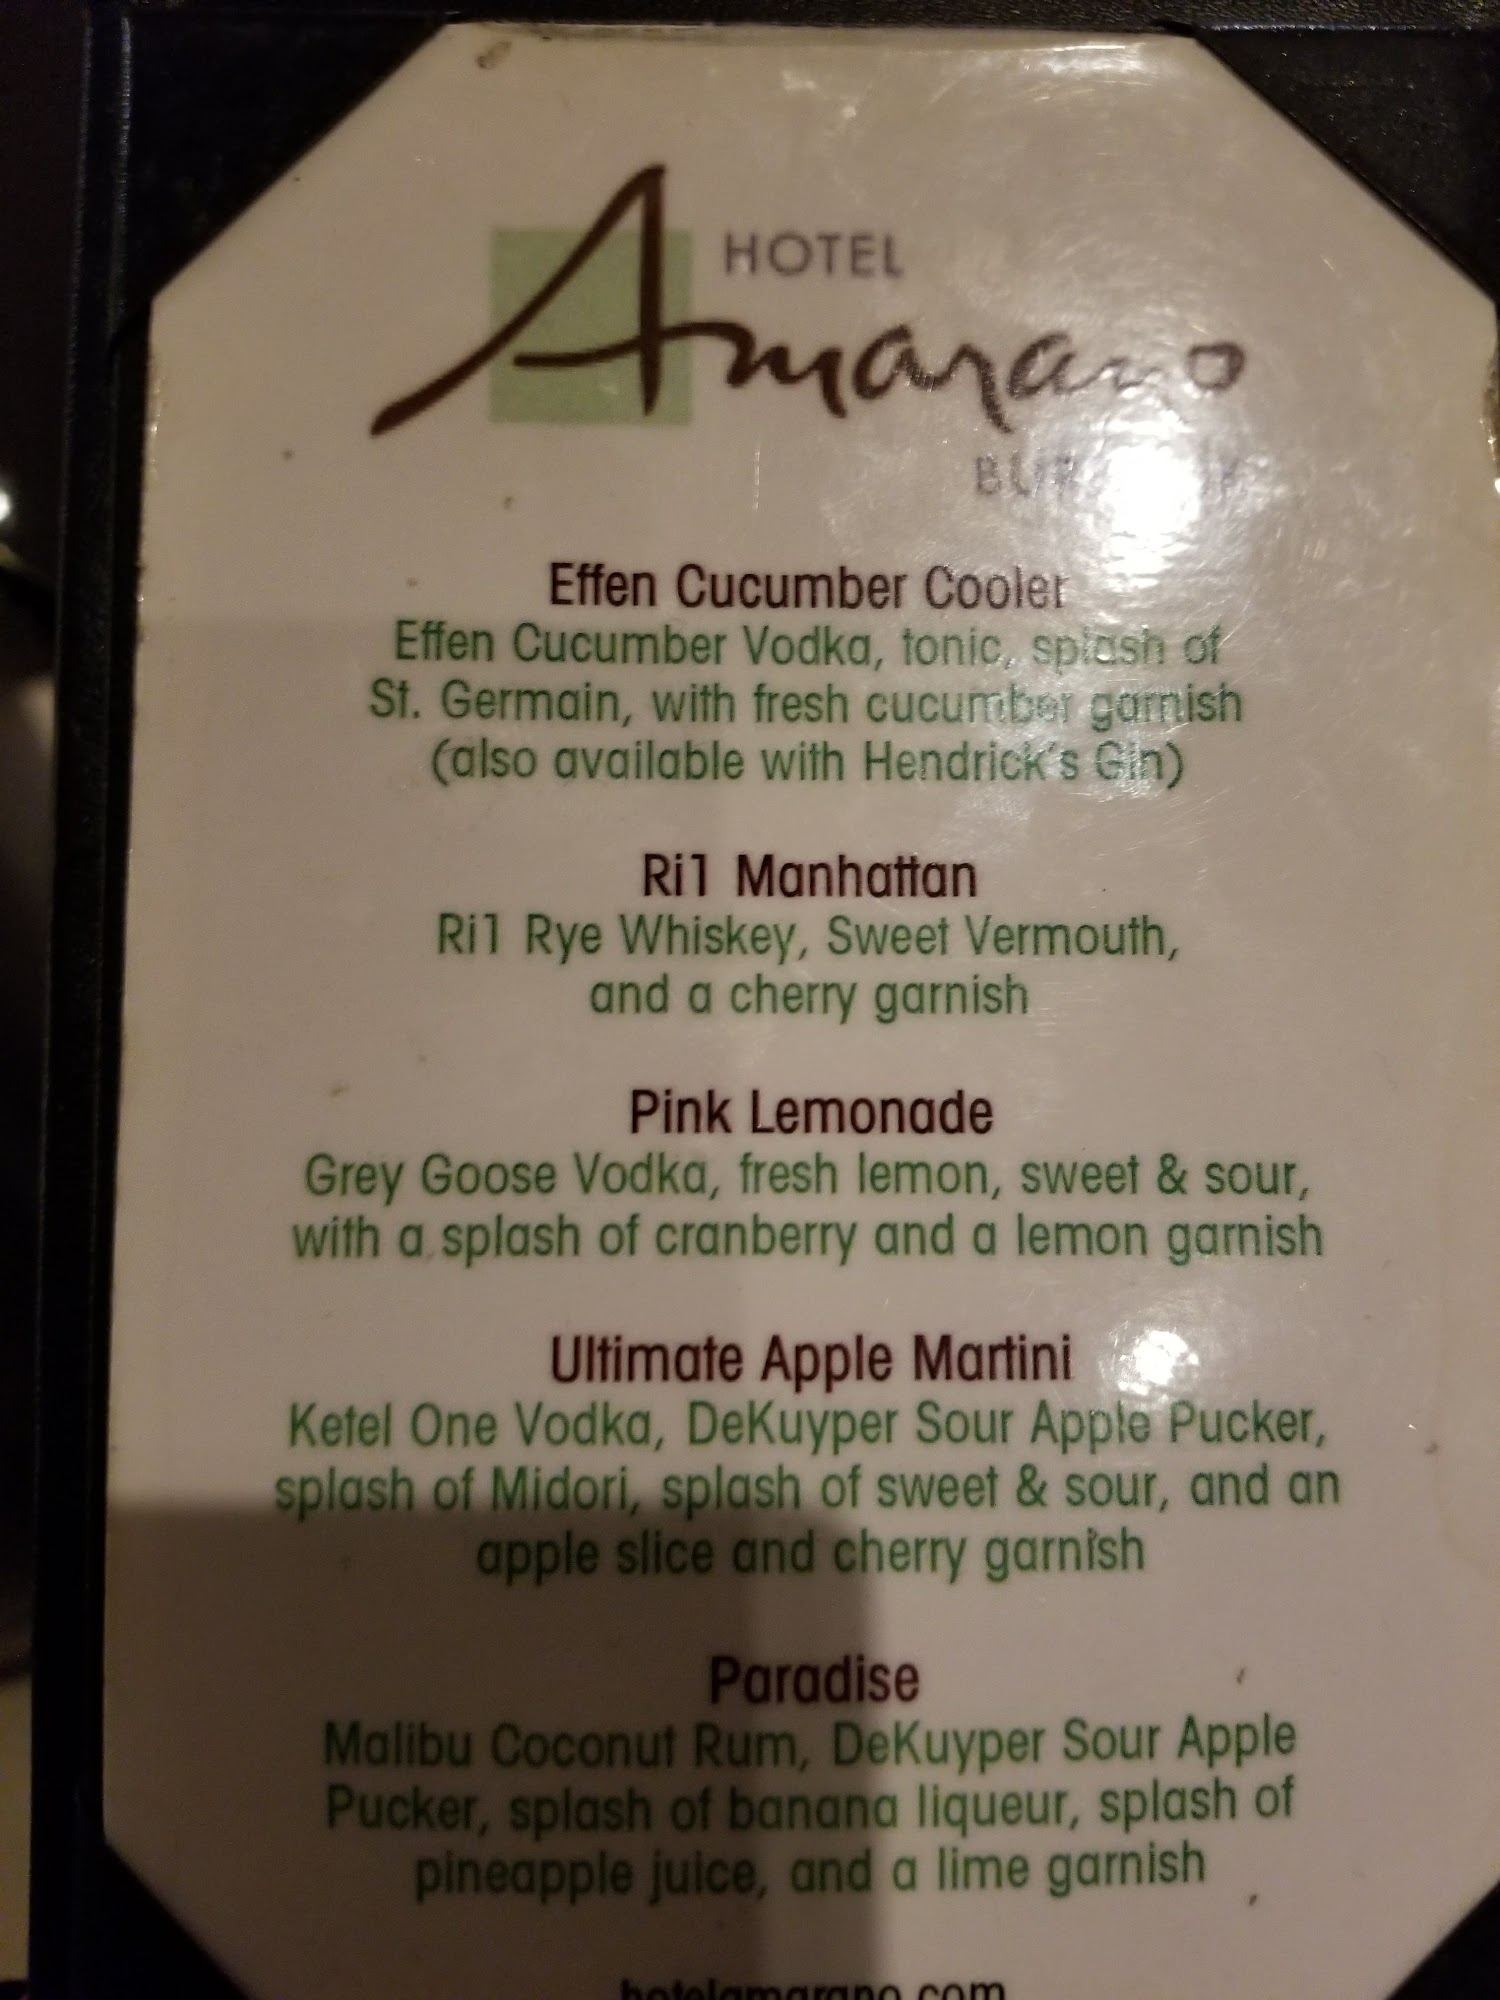 HOTEL
Amarano
BURBANK
Effen Cucumber Cooler
Effen Cucumber Vodka, tonic, splash of
St. Germain, with fresh cucumber garnish
(also available with Hendrick's Gin)
Ri1 Manhattan
Ri1 Rye Whiskey, Sweet Vermouth,
and a cherry garnish
Pink Lemonade
Grey Goose Vodka, fresh lemon, sweet & sour,
with a splash of cranberry and a lemon garnish
Ultimate Apple Martini
Ketel One Vodka, DeKuyper Sour Apple Pucker,
splash of Midori, splash of sweet & sour, and an
apple slice and cherry garnish
Paradise
Malibu Coconut Rum, DeKuyper Sour Apple
Pucker, splash of banana liqueur, splash of
pineapple juice, and a lime garnish
hotelamarano.com